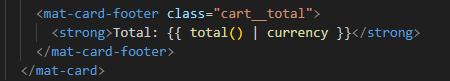 <mat-card-footer class="cart__total">
<strong>Total: {{ total() | currency }}</strong>
</mat-card-footer>
</mat-card>